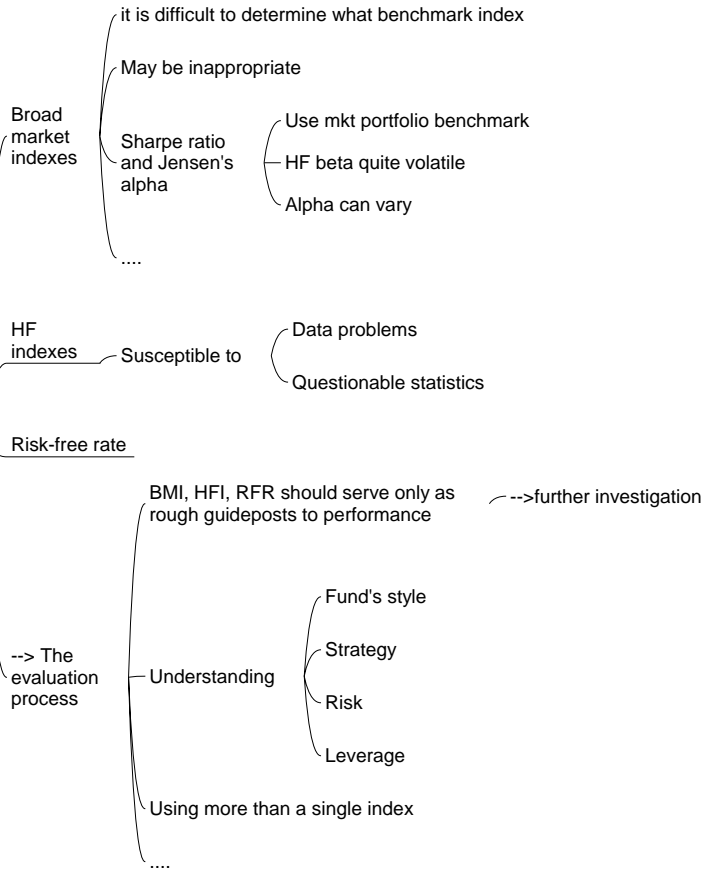 it is difficult to determine what benchmark index
May be inappropriate
Broad
market
indexes
Sharpe ratio
and Jensen's
alpha
Use mkt portfolio benchmark
HF beta quite volatile
Alpha can vary
....
HF
indexes
Susceptible to
Data problems
Questionable statistics
Risk-free rate
BMI, HFI, RFR should serve only as
rough guideposts to performance
-->further investigation
--> The
evaluation
process
Understanding
Fund's style
Strategy
Risk
Leverage
Using more than a single index
....